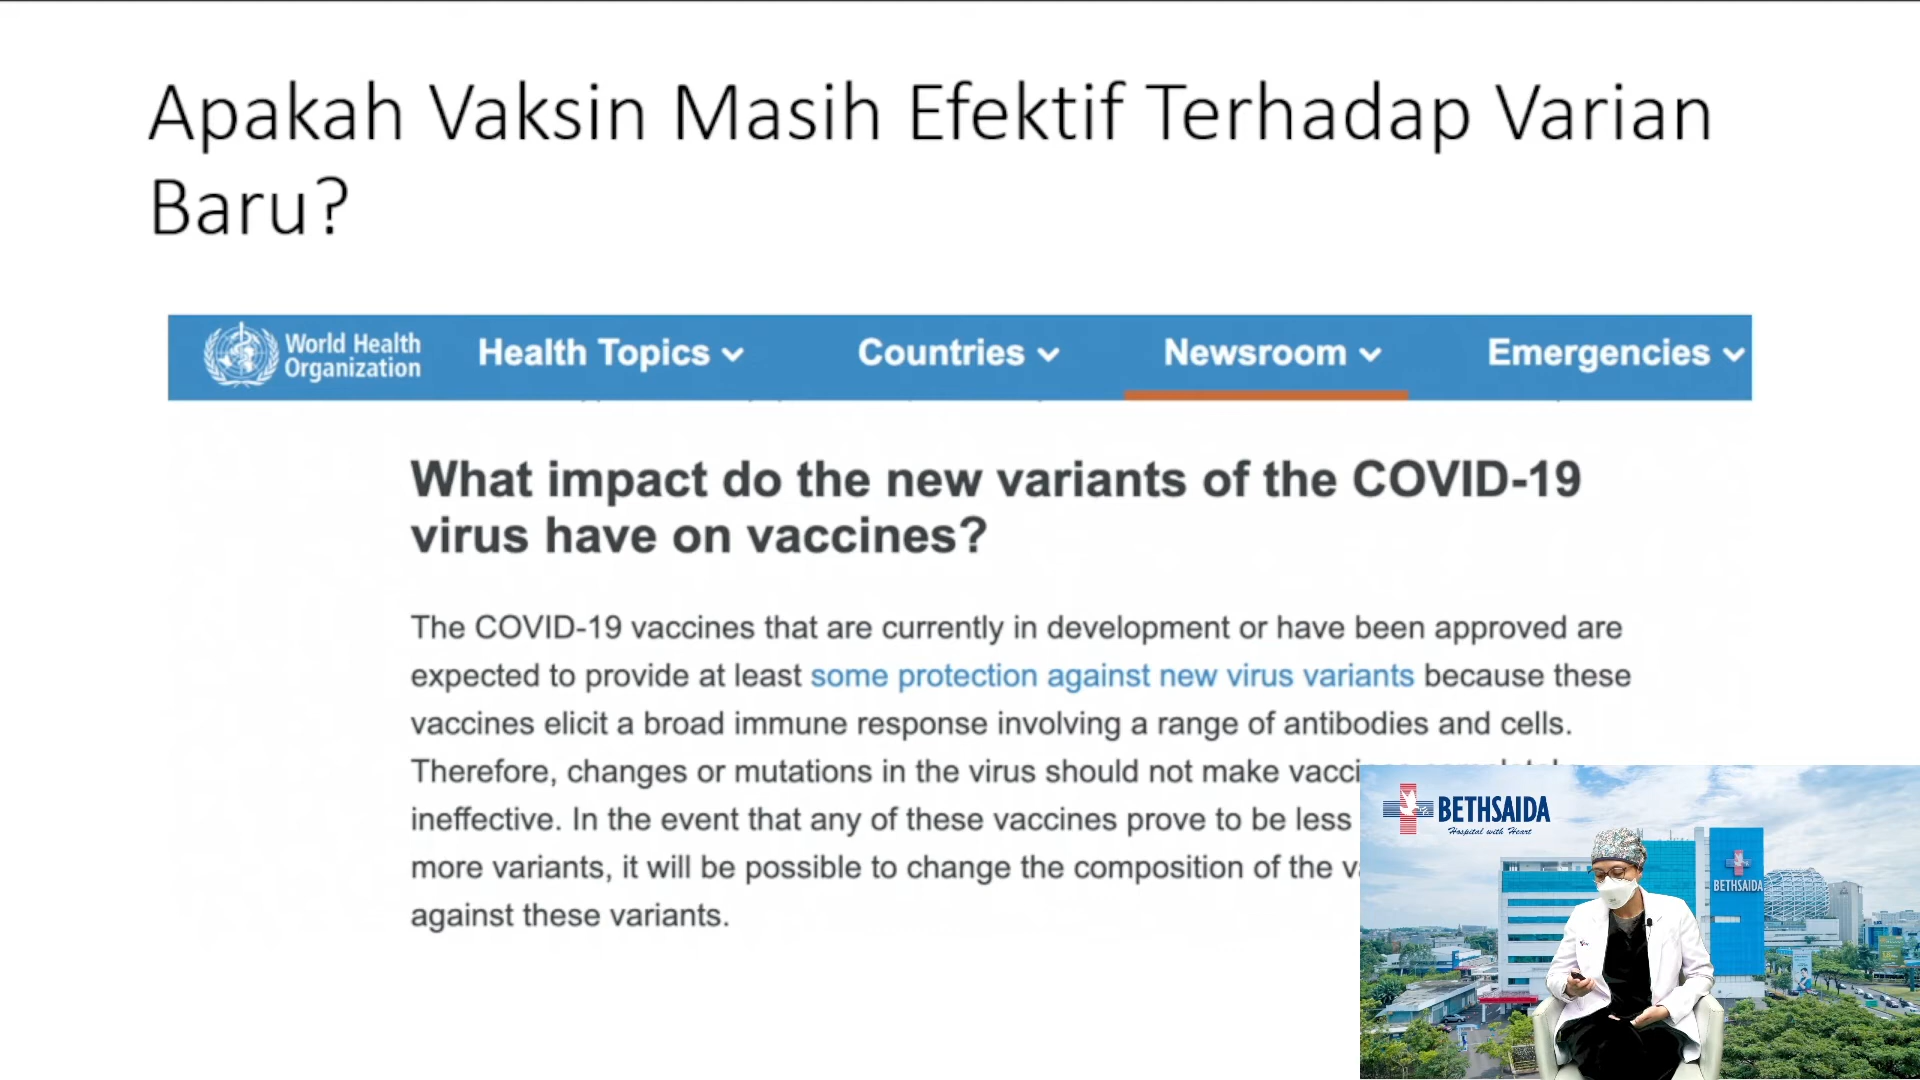 Apakah Vaksin Masih Efektif Terhadap Varian
Baru?
World Health
Organization
Health Topics
Countries
Newsroom
Emergencies
What impact do the new variants of the COVID-19
virus have on vaccines?
The COVID-19 vaccines that are currently in development or have been approved are
expected to provide at least some protection against new virus variants because these
vaccines elicit a broad immune response involving a range of antibodies and cells.
Therefore, changes or mutations in the virus should not make
ineffective. In the event that any of these vaccines prove to be less
more variants, it will be possible to change the composition of the
against these variants.
BETHSAIDA
Hospital with Heart
BETHSAIDA